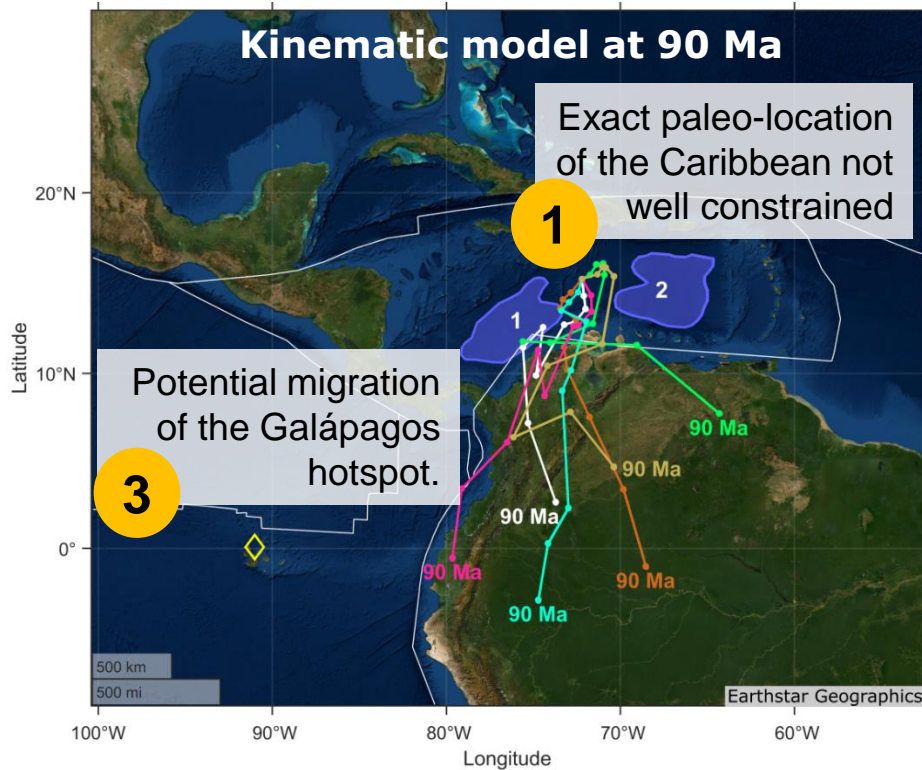 Kinematic model at 90 Ma
Exact paleo-location
of the Caribbean not
well constrained
1
20°N
1
2
Latitude
10°N
Potential migration
of the Galápagos
hotspot.
3
90 Ma
90 Ma
90 Ma
0°
90 Ma
90 Ma
90 Ma
500 km
500 mi
Earthstar Geographics
100°W
90°W
80°W
70°W
60°W
Longitude